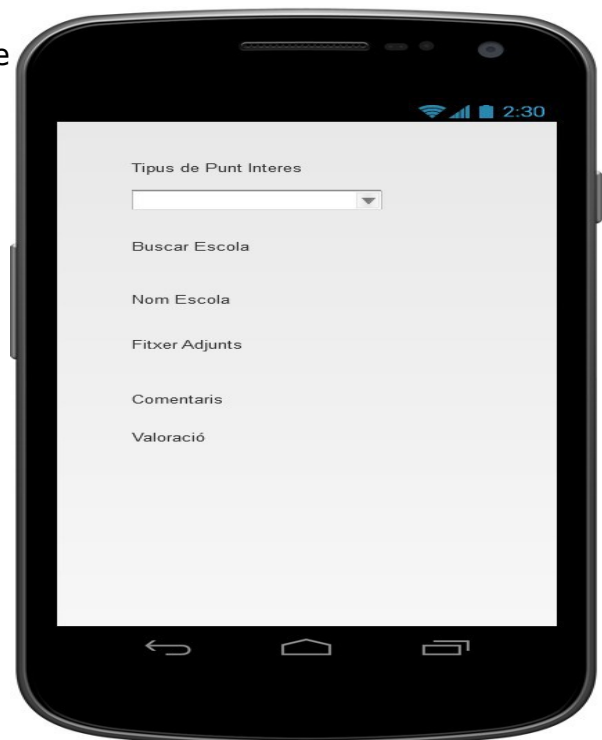 e
2:30
Tipus de Punt Interes
Buscar Escola
Nom Escola
Fitxer Adjunts
Comentaris
Valoració